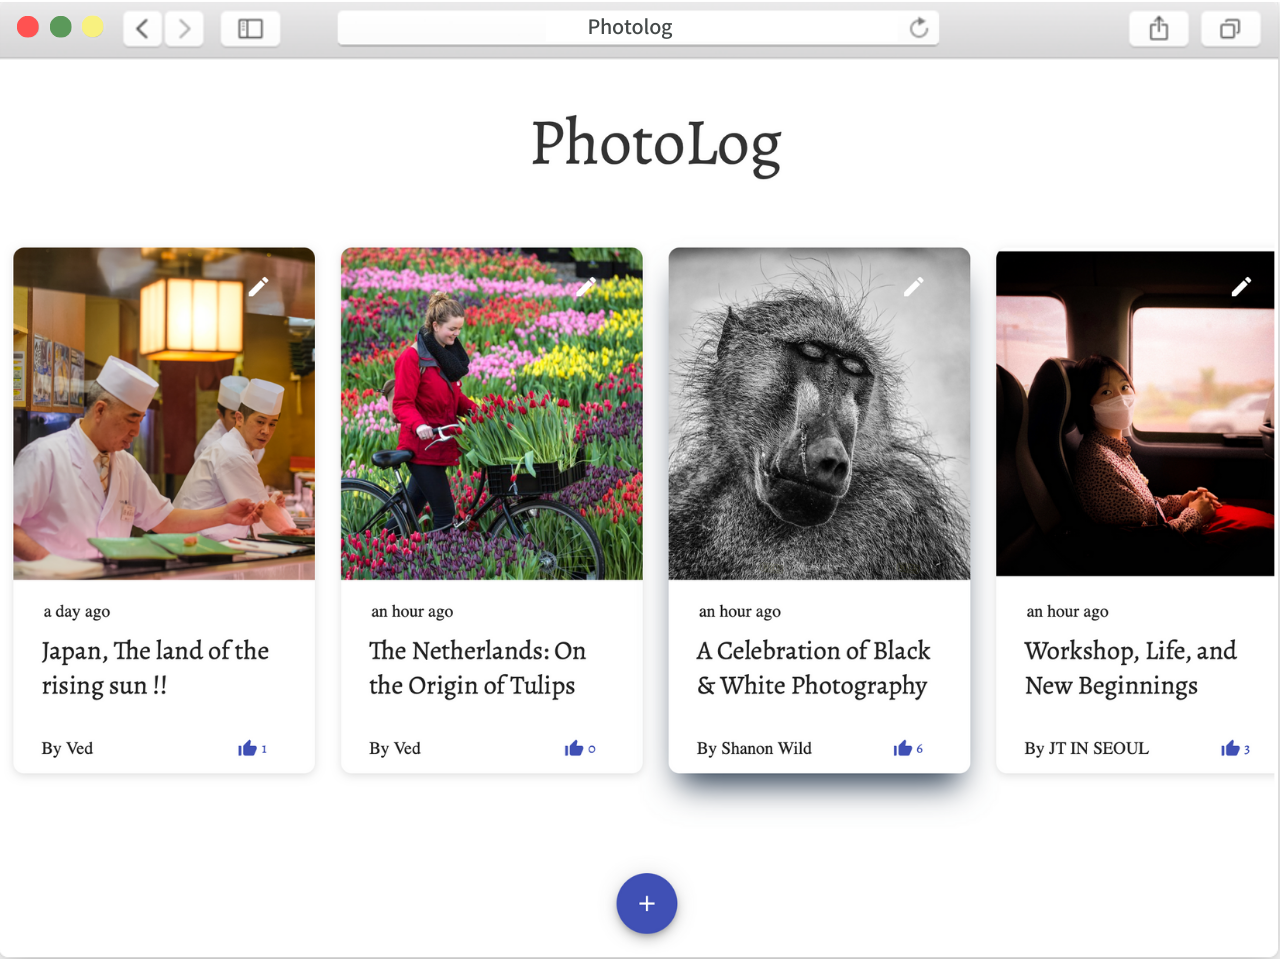 Photolog
PhotoLog
a day ago
Japan, The land of the
rising sun !!
By Ved
1
an hour ago
The Netherlands: On
the Origin of Tulips
By Ved
0
an hour ago
A Celebration of Black
& White Photography
By Shanon Wild
6
an hour ago
Workshop, Life, and
New Beginnings
By JT IN SEOUL
3